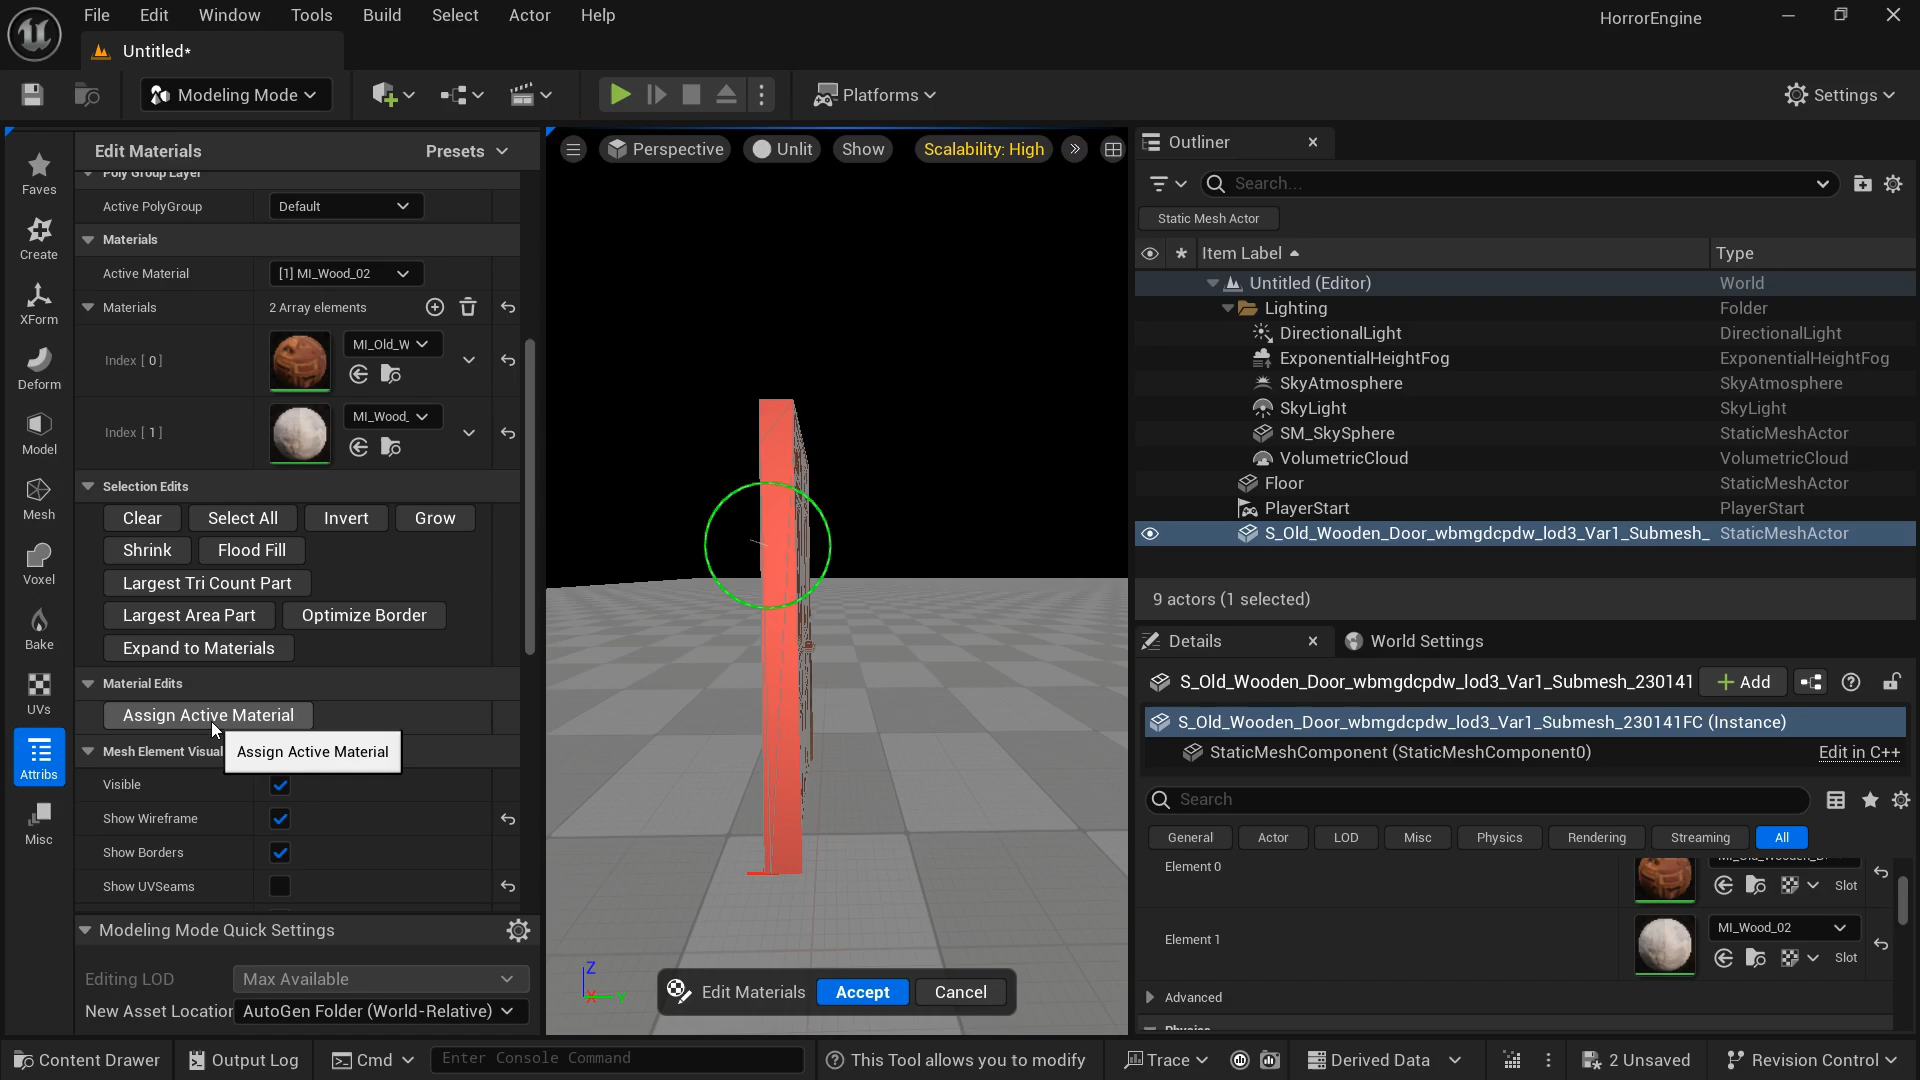 File Edit Window Tools Build Select Actor Help
HorrorEngine
Untitled*
Modeling Mode
Platforms
Settings
Faves
Create
XForm
Deform
Model
Mesh
Voxel
Bake
UVs
Attribs
Misc
Edit Materials
Presets
Poly Group Layer
Active PolyGroup
Default
Materials
Active Material
[1] MI_Wood_02
Materials
2 Array elements
Index [ 0 ]
MI_Old_W
Index [ 1 ]
MI_Wood_
Selection Edits
Clear Select All Invert Grow
Shrink Flood Fill
Largest Tri Count Part
Largest Area Part Optimize Border
Expand to Materials
Material Edits
Assign Active Material
Mesh Element Visual
Assign Active Material
Visible
Show Wireframe
Show Borders
Show UVSeams
Modeling Mode Quick Settings
Editing LOD
Max Available
New Asset Location
AutoGen Folder (World-Relative)
Perspective
Unlit
Show
Scalability: High
Z
X
Y
Edit Materials
Accept
Cancel
Outliner
Search...
Static Mesh Actor
Item Label
Type
Untitled (Editor) World
Lighting Folder
DirectionalLight DirectionalLight
ExponentialHeightFog ExponentialHeightFog
SkyAtmosphere SkyAtmosphere
SkyLight SkyLight
SM_SkySphere StaticMeshActor
VolumetricCloud VolumetricCloud
Floor StaticMeshActor
PlayerStart PlayerStart
S_Old_Wooden_Door_wbmgdcpdw_lod3_Var1_Submesh_ StaticMeshActor
9 actors (1 selected)
Details
World Settings
S_Old_Wooden_Door_wbmgdcpdw_lod3_Var1_Submesh_230141
Add
S_Old_Wooden_Door_wbmgdcpdw_lod3_Var1_Submesh_230141FC (Instance)
StaticMeshComponent (StaticMeshComponent0)
Edit in C++
Search
General Actor LOD Misc Physics Rendering Streaming All
Element 0
Slot
Element 1
MI_Wood_02
Slot
Advanced
Physics
Content Drawer
Output Log
Cmd
Enter Console Command
This Tool allows you to modify
Trace
Derived Data
2 Unsaved
Revision Control